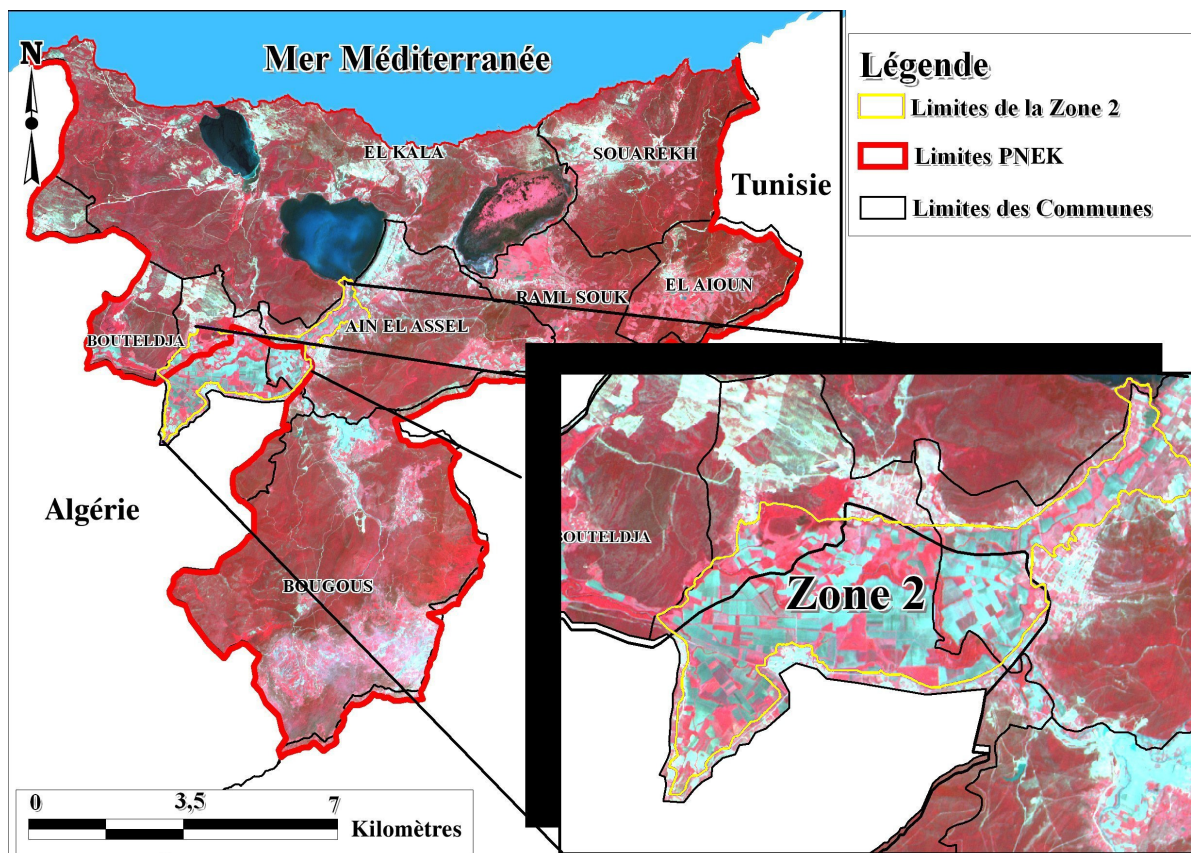 Mer Méditerranée
N
EL KALA
SOUAREKH
Tunisie
RAML SOUK
EL AIOUN
AIN EL ASSEL
BOUTELDJA
Algérie
BOUGOUS
0 3,5 7
Kilomètres
Légende
Limites de la Zone 2
Limites PNEK
Limites des Communes
OUTELDJA
Zone 2